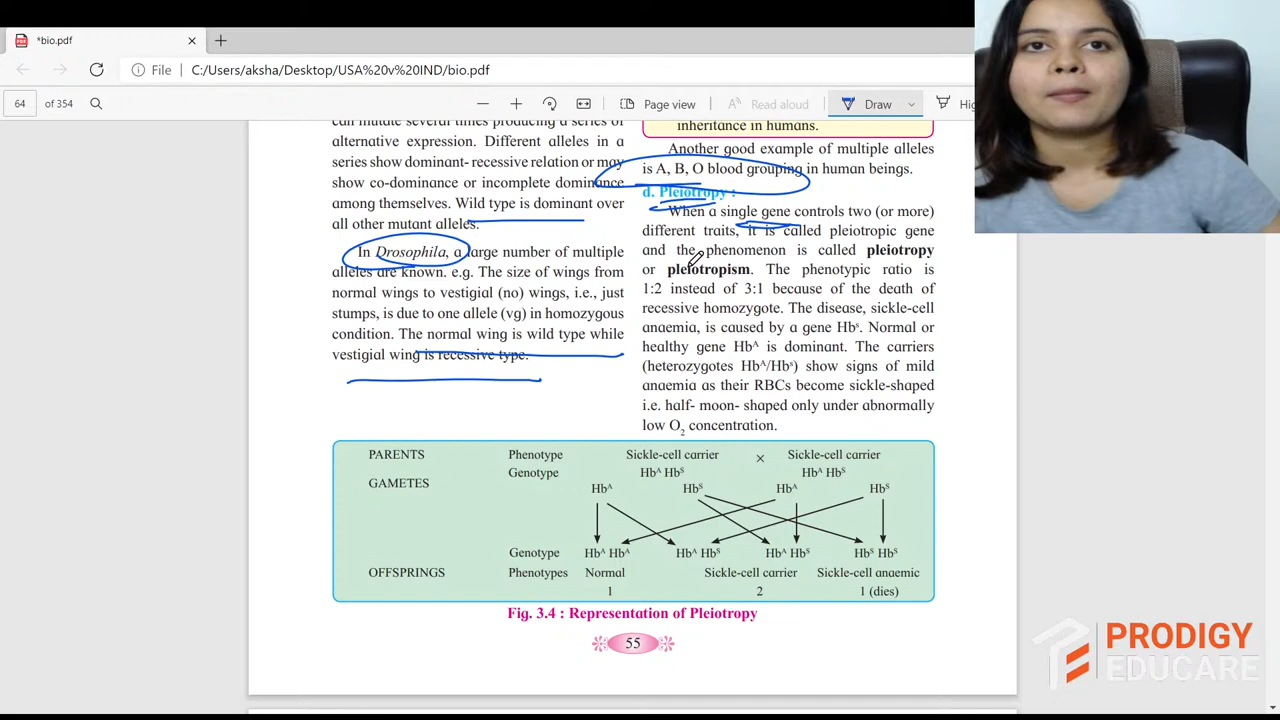 *bio.pdf
File
C:/Users/aksha/Desktop/USA%20v%20IND/bio.pdf
64
of 354
Page view
Read aloud
Draw
can mutate several times producing a series of
alternative expression. Different alleles in a
series show dominant- recessive relation or may
show co-dominance or incomplete dominance
among themselves. Wild type is dominant over
all other mutant alleles.
In Drosophila, a large number of multiple
alleles are known. e.g. The size of wings from
normal wings to vestigial (no) wings, i.e., just
stumps, is due to one allele (vg) in homozygous
condition. The normal wing is wild type while
vestigial wing is recessive type.
inheritance in humans.
Another good example of multiple alleles
is A, B, O blood grouping in human beings.
d. Pleiotropy :
When a single gene controls two (or more)
different traits, it is called pleiotropic gene
and the phenomenon is called pleiotropy
or pleiotropism. The phenotypic ratio is
1:2 instead of 3:1 because of the death of
recessive homozygote. The disease, sickle-cell
anaemia, is caused by a gene Hbˢ. Normal or
healthy gene Hbᴬ is dominant. The carriers
(heterozygotes Hbᴬ/Hbˢ) show signs of mild
anaemia as their RBCs become sickle-shaped
i.e. half- moon- shaped only under abnormally
low O₂ concentration.
PARENTS Phenotype Sickle-cell carrier × Sickle-cell carrier
Genotype Hbᴬ Hbˢ Hbᴬ Hbˢ
GAMETES Hbᴬ Hbˢ Hbᴬ Hbˢ
Genotype Hbᴬ Hbᴬ Hbᴬ Hbˢ Hbᴬ Hbˢ Hbˢ Hbˢ
OFFSPRINGS Phenotypes Normal Sickle-cell carrier Sickle-cell anaemic
1 2 1 (dies)
Fig. 3.4 : Representation of Pleiotropy
55
PRODIGY
EDUCARE